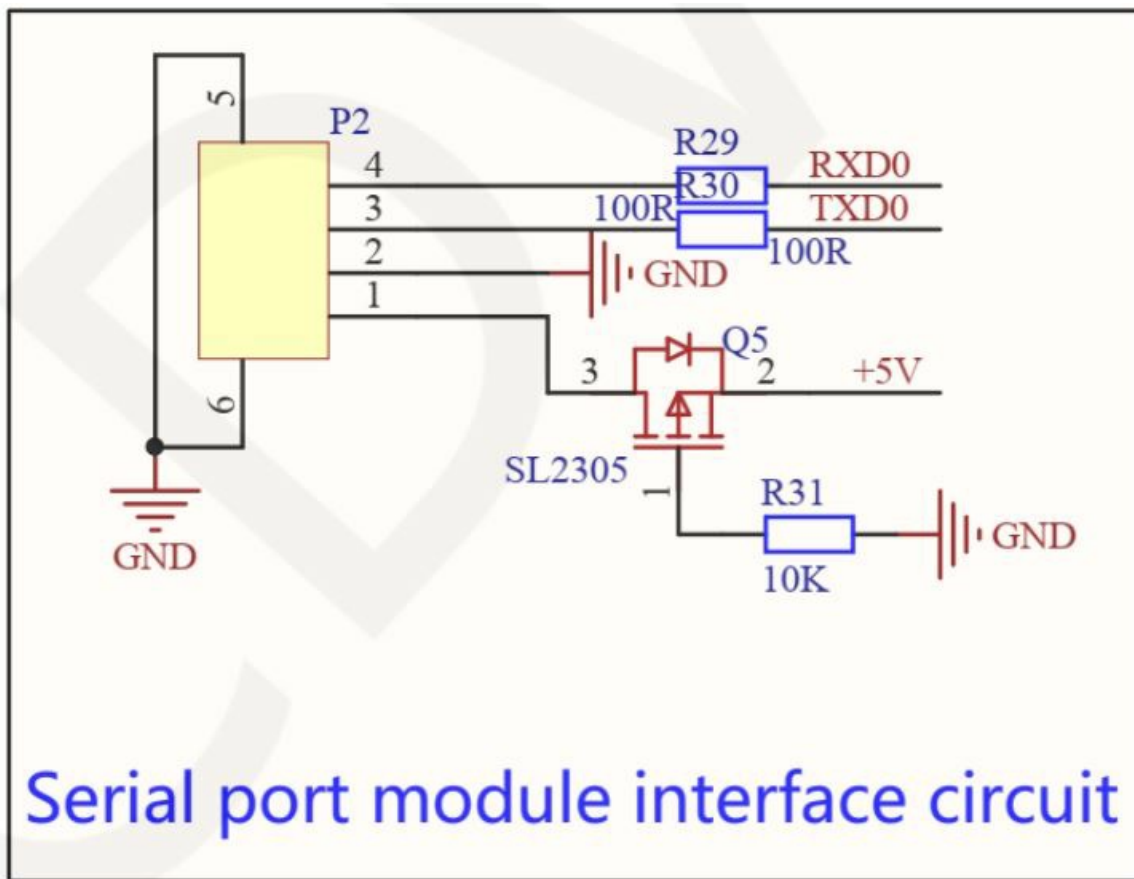 5
P2
R29
4
RXD0
R30
3
100R
TXD0
2
100R
GND
1
Q5
3
2
+5V
6
SL2305
1
R31
GND
GND
10K
Serial port module interface circuit